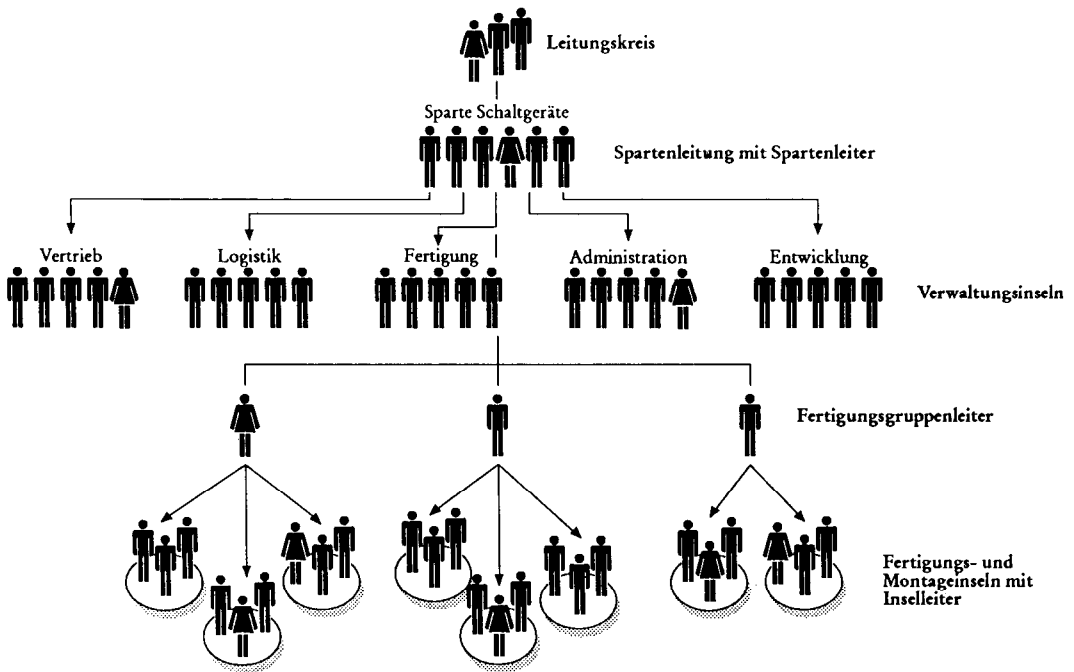 Leitungskreis
Sparte Schaltgeräte
Spartenleitung mit Spartenleiter
Vertrieb
Logistik
Fertigung
Administration
Entwicklung
Verwaltungsinseln
Fertigungsgruppenleiter
Fertigungs- und
Montageinseln mit
Inselleiter